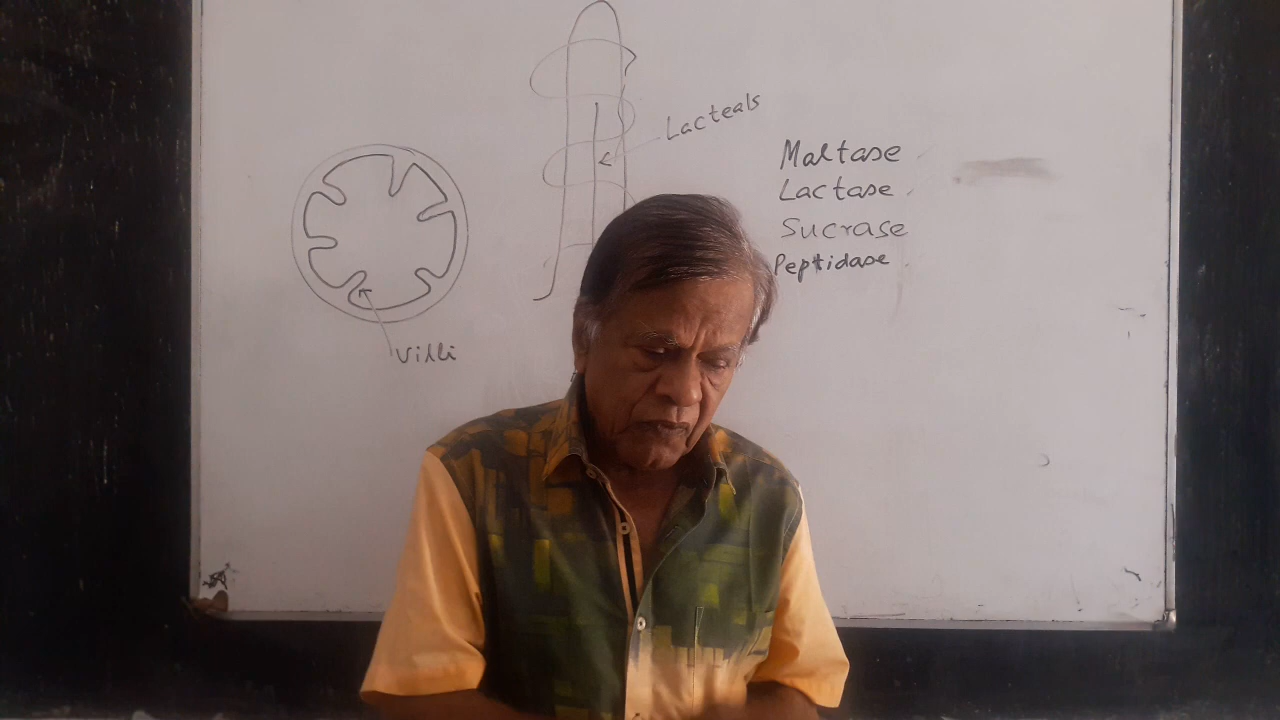 Lacteals
Maltase
Lactase
Sucrase
Peptidase
Villi